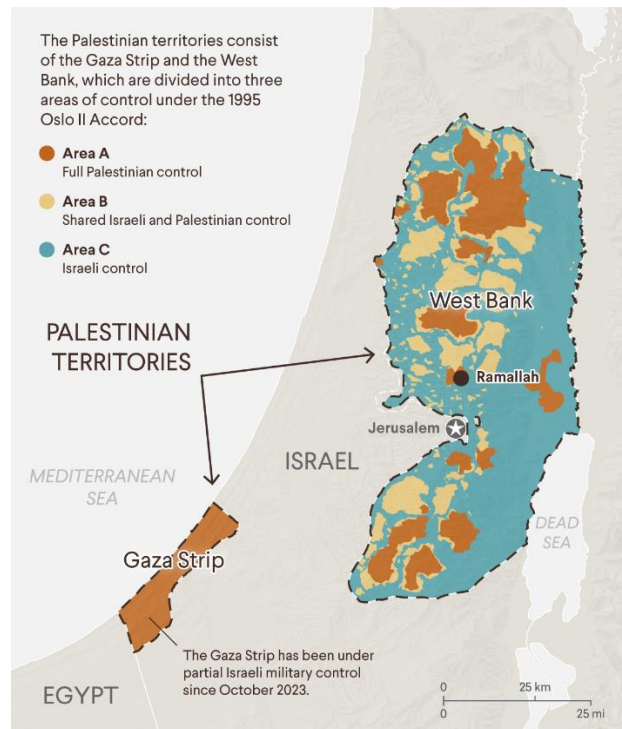 The Palestinian territories consist
of the Gaza Strip and the West
Bank, which are divided into three
areas of control under the 1995
Oslo II Accord:
Area A
Full Palestinian control
Area B
Shared Israeli and Palestinian control
Area C
Israeli control
PALESTINIAN
TERRITORIES
West Bank
Ramallah
Jerusalem
ISRAEL
MEDITERRANEAN
SEA
DEAD
SEA
Gaza Strip
The Gaza Strip has been under
partial Israeli military control
since October 2023.
EGYPT
0 25 km
0 25 mi